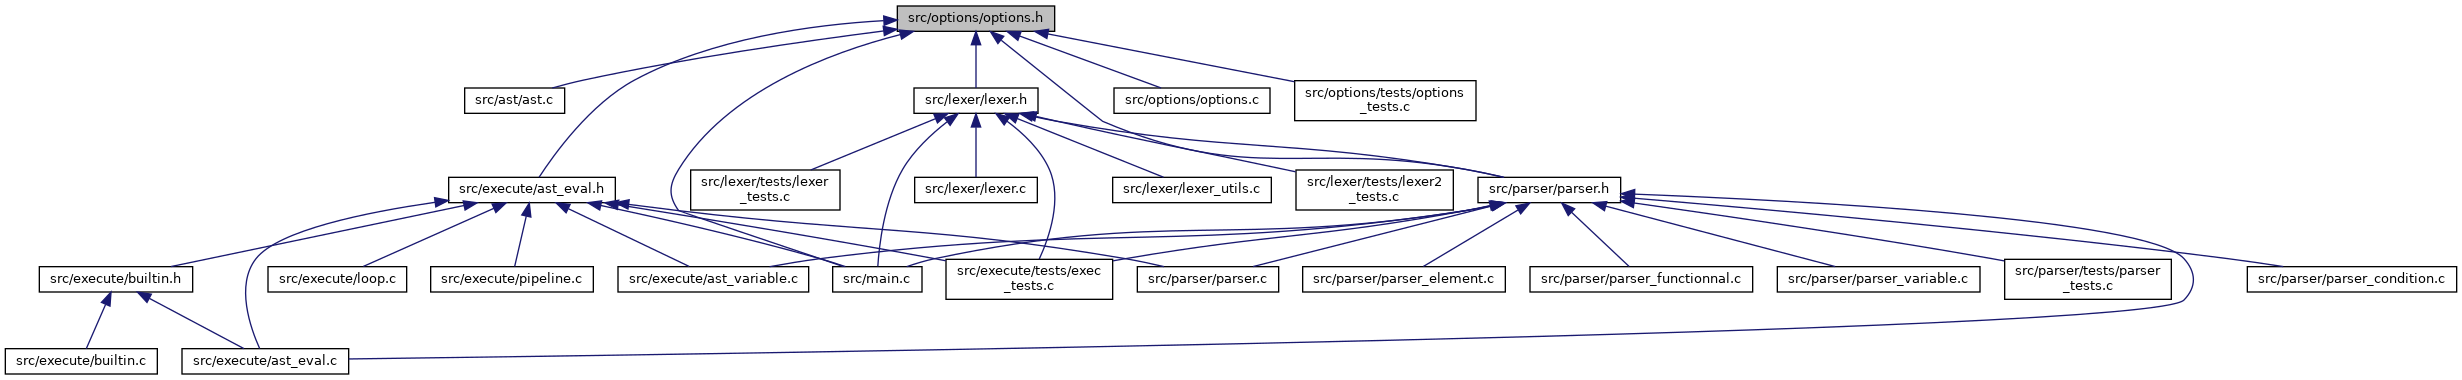 src/options/options.h
src/ast/ast.c
src/lexer/lexer.h
src/options/options.c
src/options/tests/options
_tests.c
src/execute/ast_eval.h
src/lexer/tests/lexer
_tests.c
src/lexer/lexer.c
src/lexer/lexer_utils.c
src/lexer/tests/lexer2
_tests.c
src/parser/parser.h
src/execute/builtin.h
src/execute/loop.c
src/execute/pipeline.c
src/execute/ast_variable.c
src/main.c
src/execute/tests/exec
_tests.c
src/parser/parser.c
src/parser/parser_element.c
src/parser/parser_functionnal.c
src/parser/parser_variable.c
src/parser/tests/parser
_tests.c
src/parser/parser_condition.c
src/execute/builtin.c
src/execute/ast_eval.c